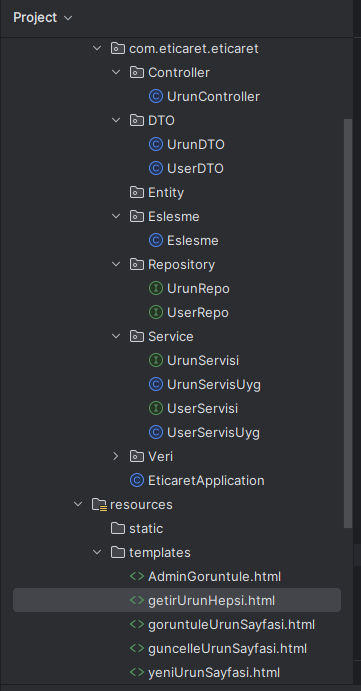 Project
com.eticaret.eticaret
Controller
UrunController
DTO
UrunDTO
UserDTO
Entity
Eslesme
Eslesme
Repository
UrunRepo
UserRepo
Service
UrunServisi
UrunServisUyg
UserServisi
UserServisUyg
Veri
EticaretApplication
resources
static
templates
AdminGoruntule.html
getirUrunHepsi.html
goruntuleUrunSayfasi.html
guncelleUrunSayfasi.html
yeniUrunSayfasi.html